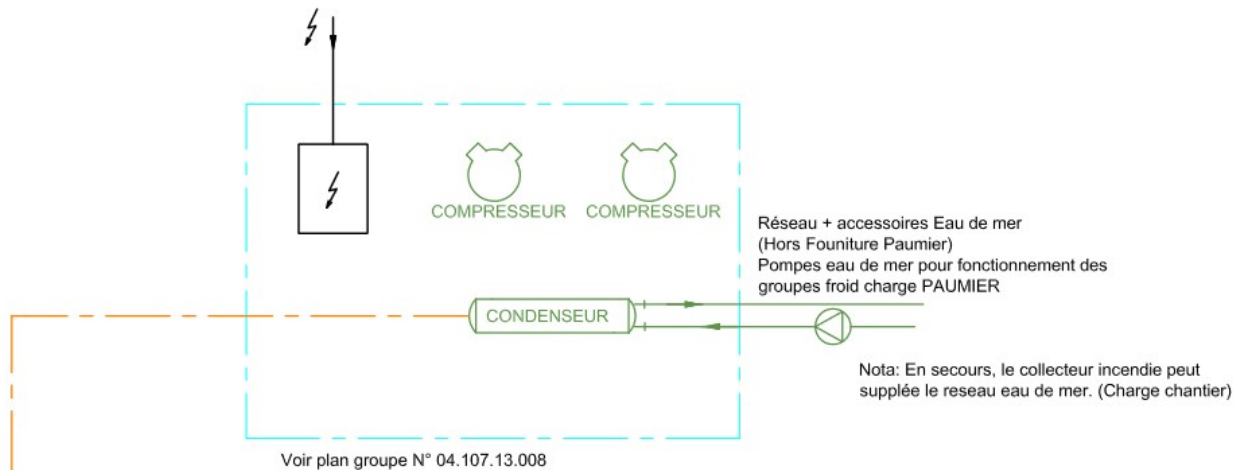 COMPRESSEUR COMPRESSEUR
Réseau + accessoires Eau de mer
(Hors Founiture Paumier)
Pompes eau de mer pour fonctionnement des
groupes froid charge PAUMIER
CONDENSEUR
Nota: En secours, le collecteur incendie peut
supplée le reseau eau de mer. (Charge chantier)
Voir plan groupe N° 04.107.13.008